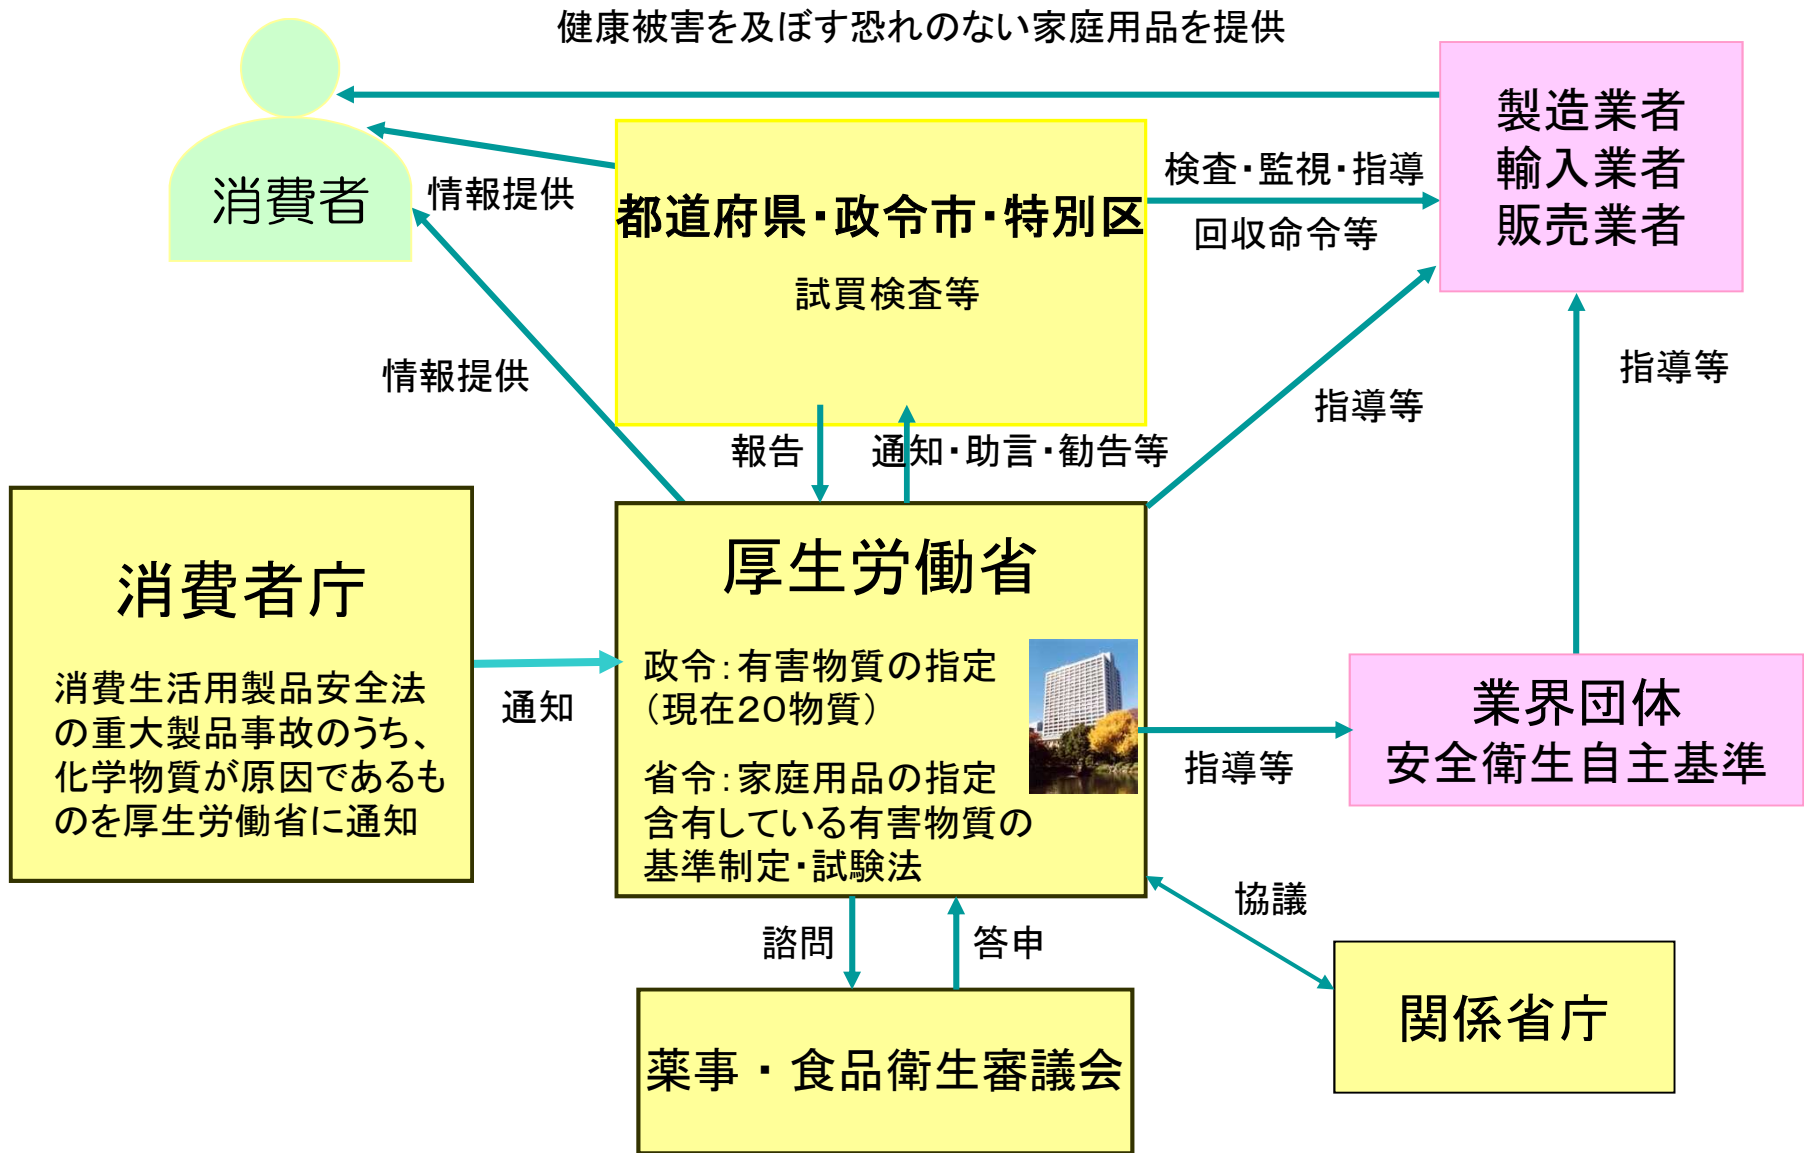 健康被害を及ぼす恐れのない家庭用品を提供
消費者
製造業者
輸入業者
販売業者
情報提供
都道府県・政令市・特別区
試買検査等
検査・監視・指導
回収命令等
情報提供
指導等
指導等
報告
通知・助言・勧告等
消費者庁
消費生活用製品安全法
の重大製品事故のうち、
化学物質が原因であるも
のを厚生労働省に通知
通知
厚生労働省
政令：有害物質の指定
（現在２０物質）
省令：家庭用品の指定
含有している有害物質の
基準制定・試験法
指導等
業界団体
安全衛生自主基準
諮問
答申
協議
薬事・食品衛生審議会
関係省庁